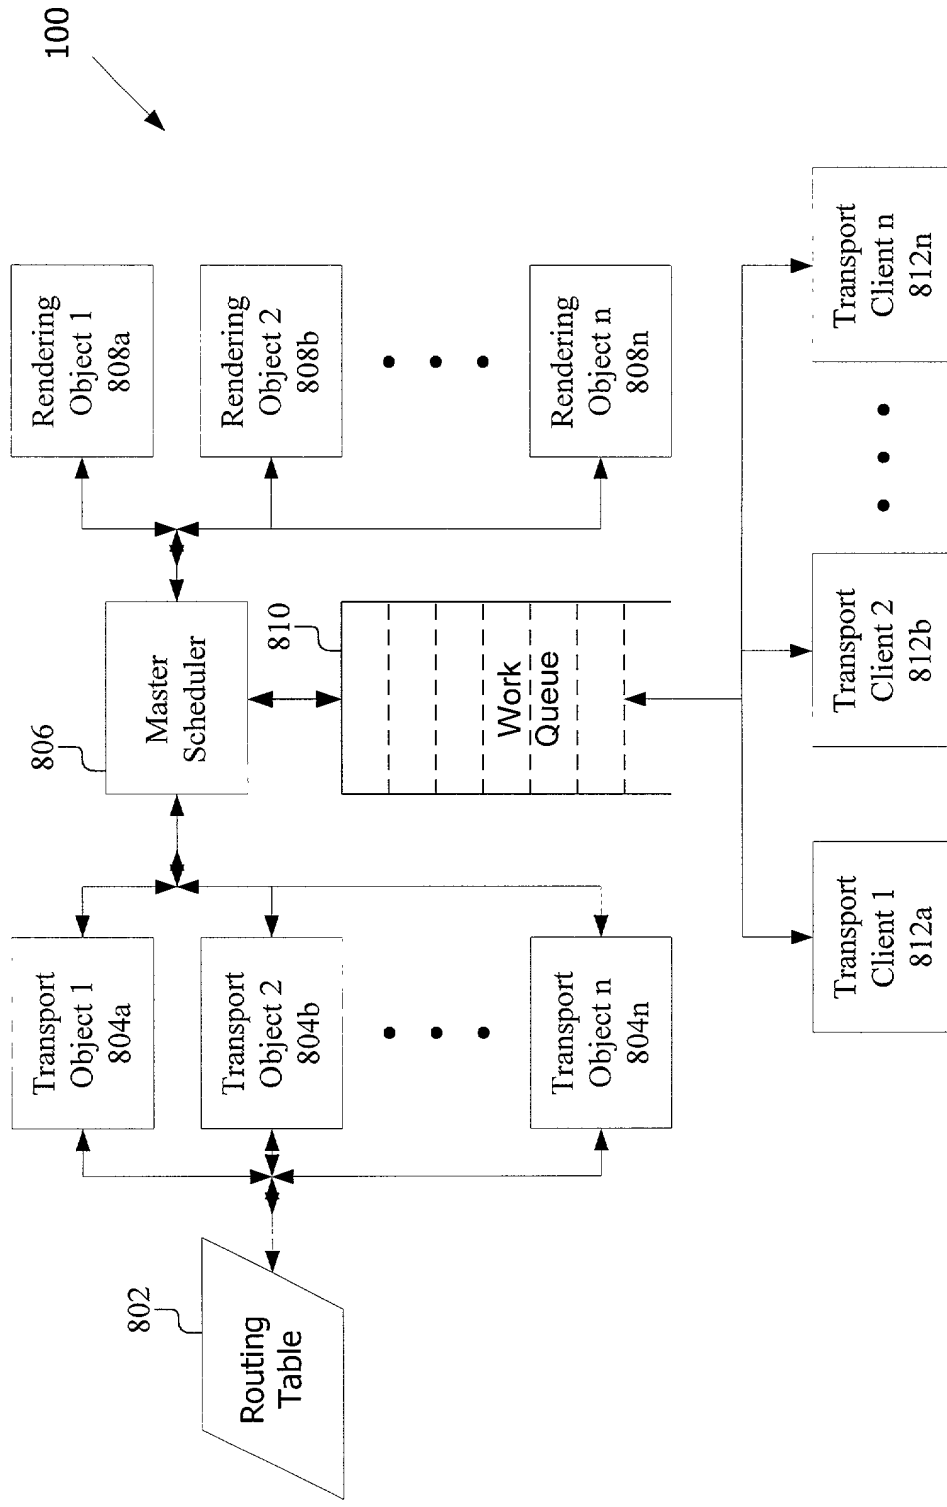 100
Rendering
Object 1
808a
Rendering
Object 2
808b
Rendering
Object n
808n
806
Master
Scheduler
810
Work
Queue
Transport
Object 1
804a
Transport
Object 2
804b
Transport
Object n
804n
802
Routing
Table
Transport
Client 1
812a
Transport
Client 2
812b
Transport
Client n
812n